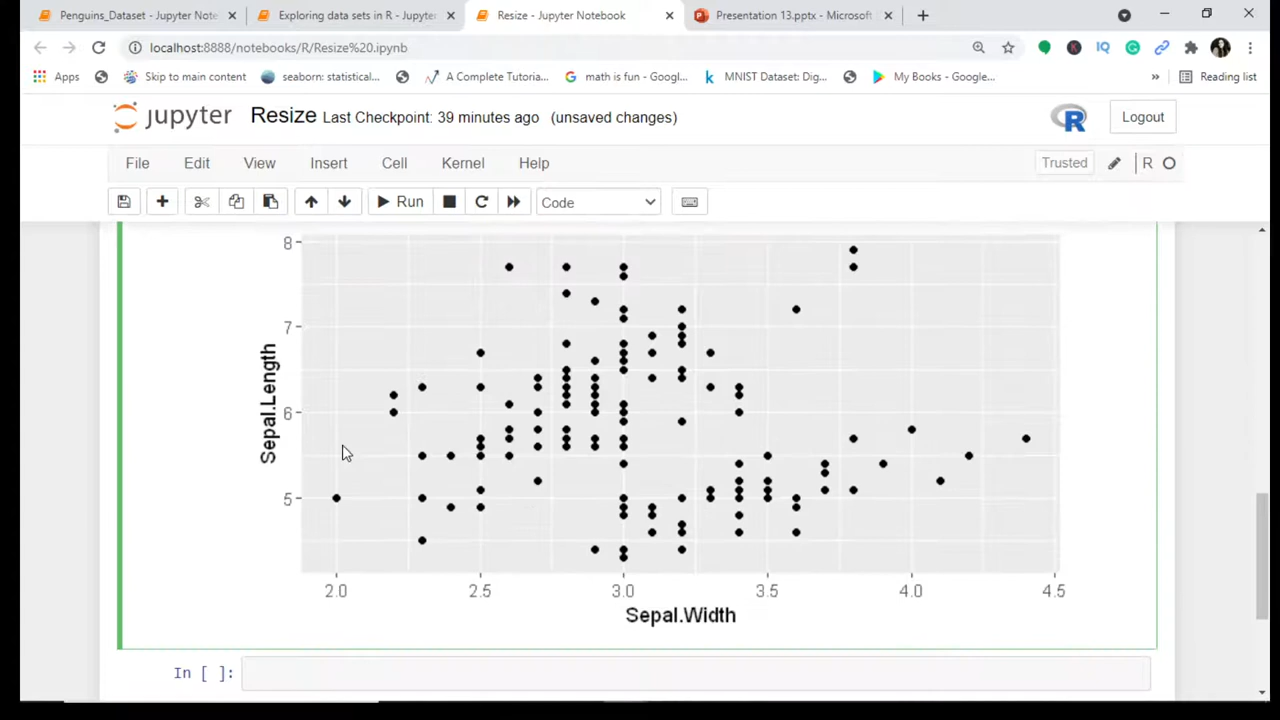 Penguins_Dataset - Jupyter Note
Exploring data sets in R - Jupyter
Resize - Jupyter Notebook
Presentation 13.pptx - Microsoft
localhost:8888/notebooks/R/Resize%20.ipynb
Apps
Skip to main content
seaborn: statistical...
A Complete Tutoria...
math is fun - Googl...
MNIST Dataset: Dig...
My Books - Google...
»
Reading list
jupyter Resize Last Checkpoint: 39 minutes ago (unsaved changes)
R
Logout
File Edit View Insert Cell Kernel Help
Trusted
R
Run
Code
8
7
6
5
Sepal.Length
2.0 2.5 3.0 3.5 4.0 4.5
Sepal.Width
In [ ]: